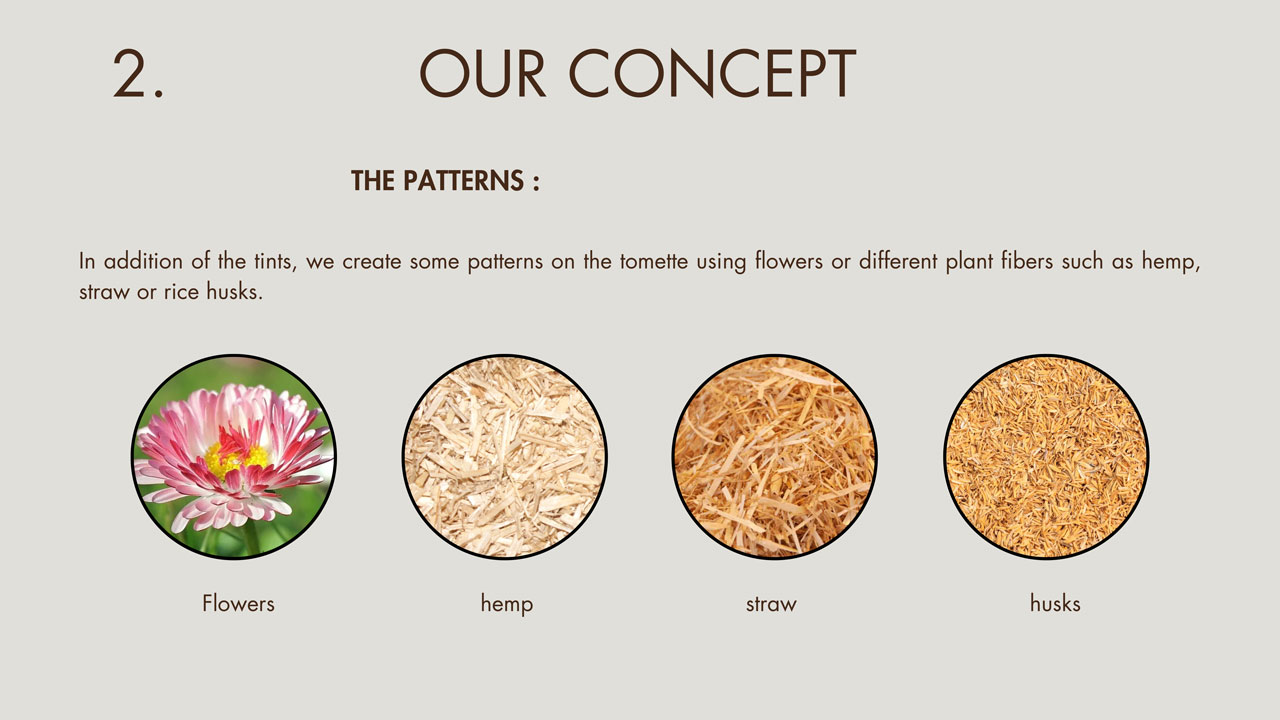 2.
OUR CONCEPT
THE PATTERNS :
In addition of the tints, we create some patterns on the tomette using flowers or different plant fibers such as hemp,
straw or rice husks.
Flowers
hemp
straw
husks